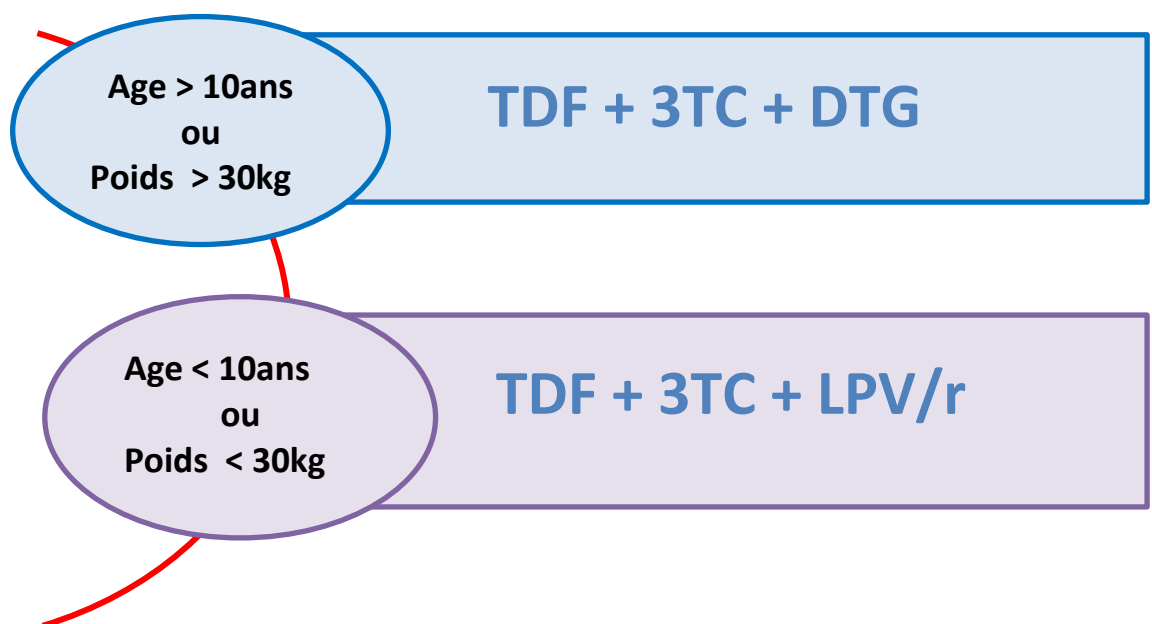 Age > 10ans
ou
Poids > 30kg
TDF + 3TC + DTG
Age < 10ans
ou
Poids < 30kg
TDF + 3TC + LPV/r